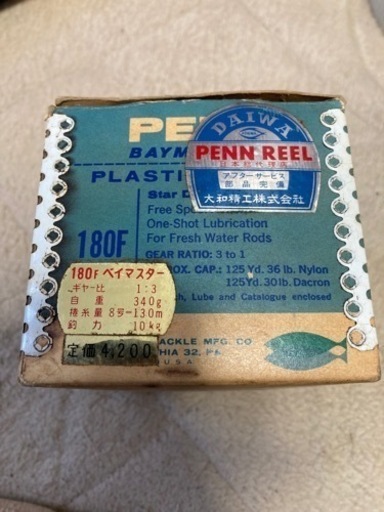 PE
BAYM
PLASTI
180F
Star D
Free Spo
One-Shot Lubrication
For Fresh Water Rods
GEAR RATIO: 3 to 1
OX. CAP.: 125 Yd. 36 lb. Nylon
125 Yd. 30 lb. Dacron
ch, Lube and Catalogue enclosed
ACKLE MFG. CO
HIA 32, PA.
U.S.A
DAIWA
PENN REEL
日本総代理店
アフターサービス
部品完備
大和精工株式会社
180F ベイマスター
ギヤー比 1:3
自重 340g
捲糸量 8号-130m
釣力 10kg
定価 4,200